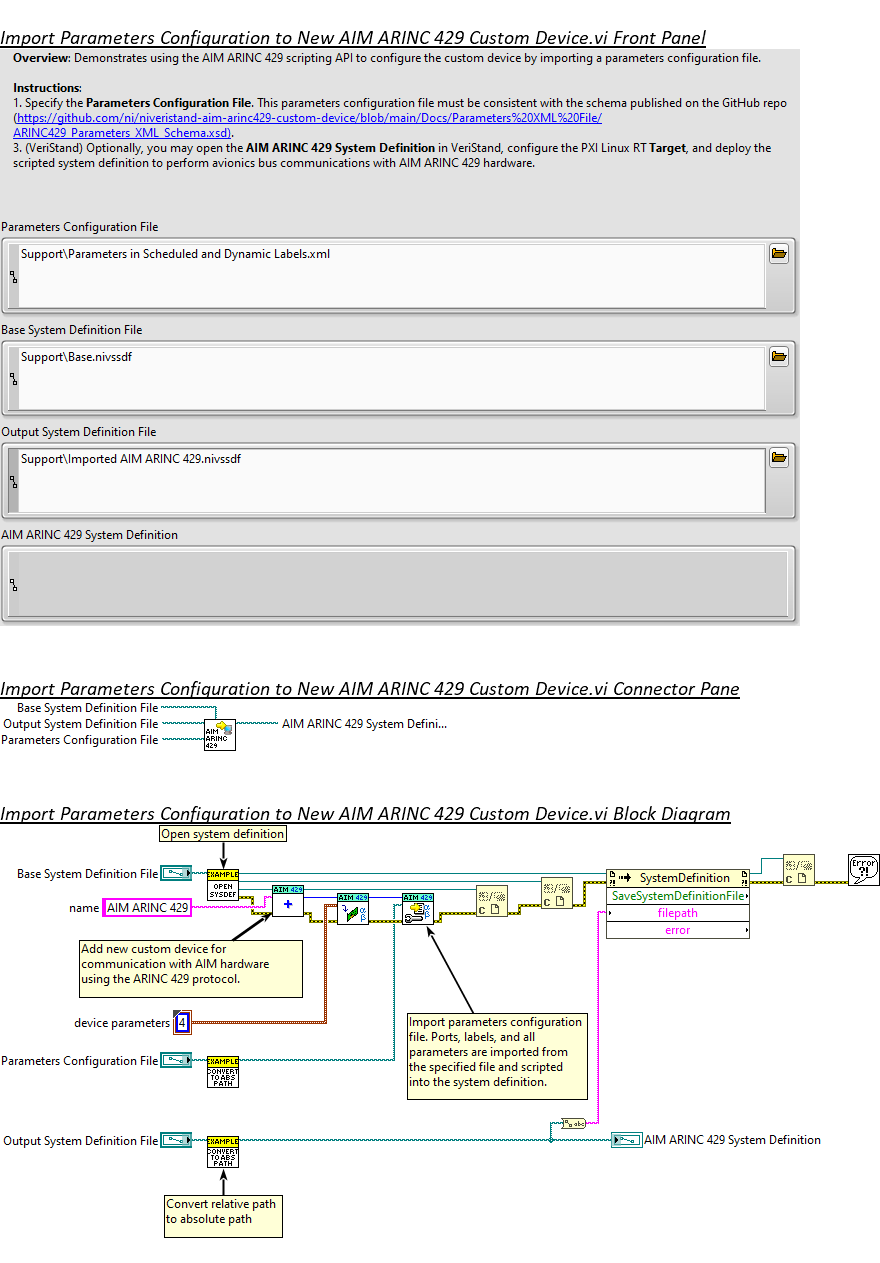 Import Parameters Configuration to New AIM ARINC 429 Custom Device.vi Front Panel
Overview: Demonstrates using the AIM ARINC 429 scripting API to configure the custom device by importing a parameters configuration file.
Instructions:
1. Specify the Parameters Configuration File. This parameters configuration file must be consistent with the schema published on the GitHub repo
(https://github.com/ni/niveristand-aim-arinc429-custom-device/blob/main/Docs/Parameters%20XML%20File/
ARINC429_Parameters_XML_Schema.xsd).
3. (VeriStand) Optionally, you may open the AIM ARINC 429 System Definition in VeriStand, configure the PXI Linux RT Target, and deploy the
scripted system definition to perform avionics bus communications with AIM ARINC 429 hardware.
Parameters Configuration File
Support\Parameters in Scheduled and Dynamic Labels.xml
Base System Definition File
Support\Base.nivssdf
Output System Definition File
Support\Imported AIM ARINC 429.nivssdf
AIM ARINC 429 System Definition
Import Parameters Configuration to New AIM ARINC 429 Custom Device.vi Connector Pane
Base System Definition File
Output System Definition File
AIM ARINC 429 System Defini...
Parameters Configuration File
AIM
ARINC
429
Import Parameters Configuration to New AIM ARINC 429 Custom Device.vi Block Diagram
Open system definition
Base System Definition File
EXAMPLE
OPEN
SYSDEF
name
AIM ARINC 429
AIM 429
+
AIM 429
AIM 429
C
C
SystemDefinition
SaveSystemDefinitionFile
filepath
error
C
Error
?!
Add new custom device for
communication with AIM hardware
using the ARINC 429 protocol.
device parameters
4
Import parameters configuration
file. Ports, labels, and all
parameters are imported from
the specified file and scripted
into the system definition.
Parameters Configuration File
EXAMPLE
CONVERT
TO ABS
PATH
abc
Output System Definition File
EXAMPLE
CONVERT
TO ABS
PATH
AIM ARINC 429 System Definition
Convert relative path
to absolute path